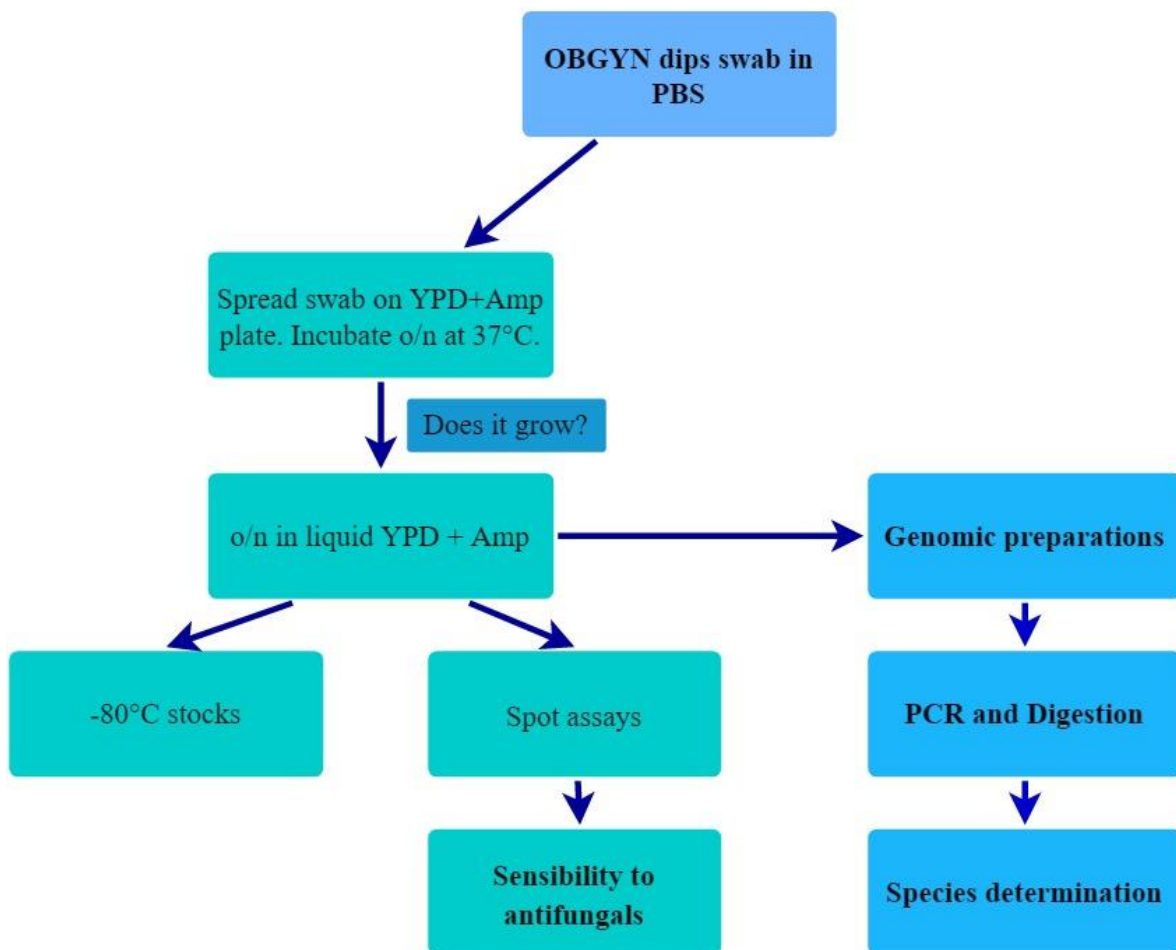 OBGYN dips swab in
PBS
Spread swab on YPD+Amp
plate. Incubate o/n at 37°C.
Does it grow?
o/n in liquid YPD + Amp
Genomic preparations
-80°C stocks
Spot assays
PCR and Digestion
Sensibility to
antifungals
Species determination